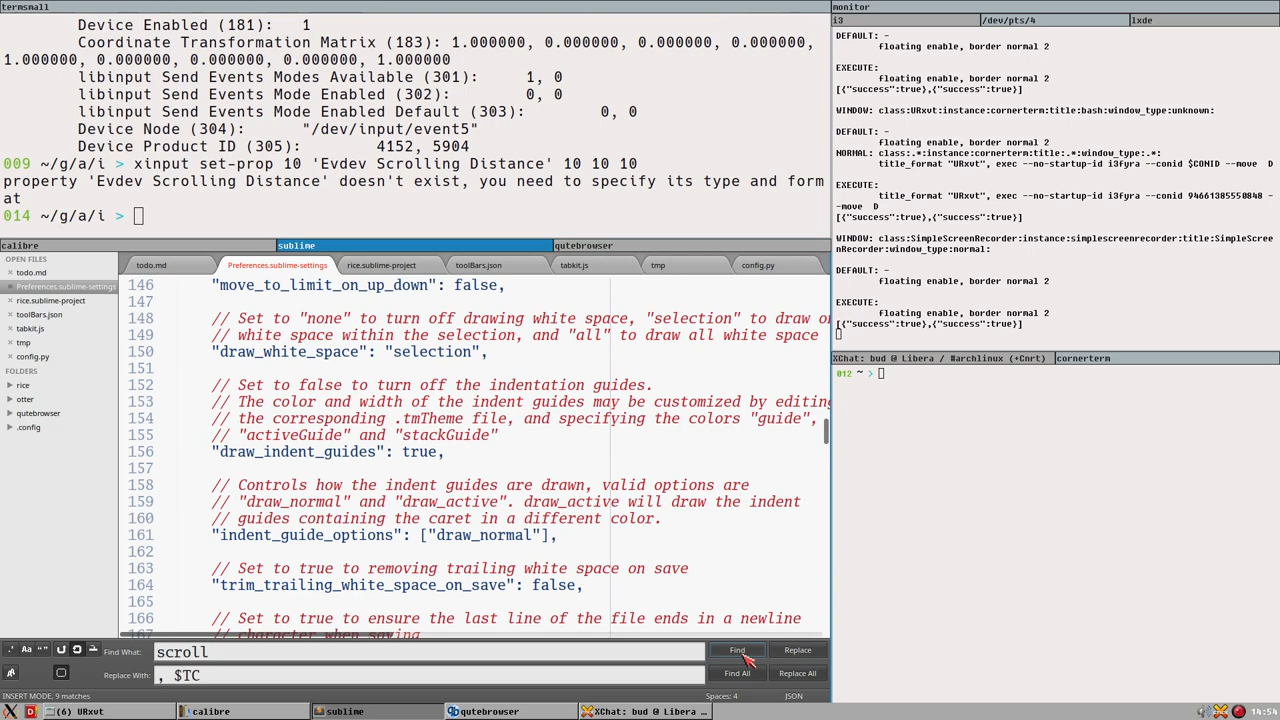 termsmall
Device Enabled (181):   1
Coordinate Transformation Matrix (183): 1.000000, 0.000000, 0.000000, 0.000000,
1.000000, 0.000000, 0.000000, 0.000000, 1.000000
libinput Send Events Modes Available (301):      1, 0
libinput Send Events Mode Enabled (302):      0, 0
libinput Send Events Mode Enabled Default (303):      0, 0
Device Node (304):      "/dev/input/event5"
Device Product ID (305):      4152, 5904
009 ~/g/a/i > xinput set-prop 10 'Evdev Scrolling Distance' 10 10 10
property 'Evdev Scrolling Distance' doesn't exist, you need to specify its type and form
at
014 ~/g/a/i >
calibre sublime qutebrowser
OPEN FILES
todo.md
Preferences.sublime-settings
rice.sublime-project
toolBars.json
tabkit.js
tmp
config.py
FOLDERS
rice
otter
qutebrowser
.config
todo.md Preferences.sublime-settings rice.sublime-project toolBars.json tabkit.js tmp config.py
146 "move_to_limit_on_up_down": false,
147
148 // Set to "none" to turn off drawing white space, "selection" to draw on
149 // white space within the selection, and "all" to draw all white space
150 "draw_white_space": "selection",
151
152 // Set to false to turn off the indentation guides.
153 // The color and width of the indent guides may be customized by editing
154 // the corresponding .tmTheme file, and specifying the colors "guide",
155 // "activeGuide" and "stackGuide"
156 "draw_indent_guides": true,
157
158 // Controls how the indent guides are drawn, valid options are
159 // "draw_normal" and "draw_active". draw_active will draw the indent
160 // guides containing the caret in a different color.
161 "indent_guide_options": ["draw_normal"],
162
163 // Set to true to removing trailing white space on save
164 "trim_trailing_white_space_on_save": false,
165
166 // Set to true to ensure the last line of the file ends in a newline
167 // character when saving
.* Aa “” Find What: scroll Find Replace
Replace With: , $TC Find All Replace All
INSERT MODE, 9 matches Spaces: 4 JSON
monitor
i3 /dev/pts/4 lxde
DEFAULT: -
floating enable, border normal 2
EXECUTE:
floating enable, border normal 2
[{"success":true},{"success":true}]
WINDOW: class:URxvt:instance:cornerterm:title:bash:window_type:unknown:
DEFAULT: -
floating enable, border normal 2
NORMAL: class:.*:instance:cornerterm:title:.*:window_type:.*:
title_format "URxvt", exec --no-startup-id i3fyra --conid $CONID --move  D
EXECUTE:
title_format "URxvt", exec --no-startup-id i3fyra --conid 94661385550848 -
-move  D
[{"success":true},{"success":true}]
WINDOW: class:SimpleScreenRecorder:instance:simplescreenrecorder:title:SimpleScree
nRecorder:window_type:normal:
DEFAULT: -
floating enable, border normal 2
EXECUTE:
floating enable, border normal 2
[{"success":true},{"success":true}]
XChat: bud @ Libera / #archlinux (+Cnrt) cornerterm
012 ~ >
D (6) URxvt calibre sublime qutebrowser XChat: bud @ Libera / ... 14:54